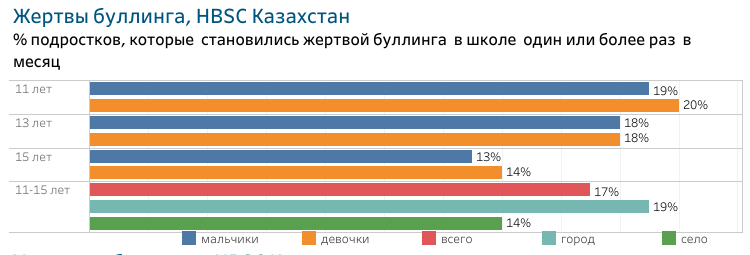 Жертвы буллинга, HBSC Казахстан
% подростков, которые становились жертвой буллинга в школе один или более раз в
месяц
11 лет
19%
20%
13 лет
18%
18%
15 лет
13%
14%
11-15 лет
17%
19%
14%
мальчики девочки всего город село